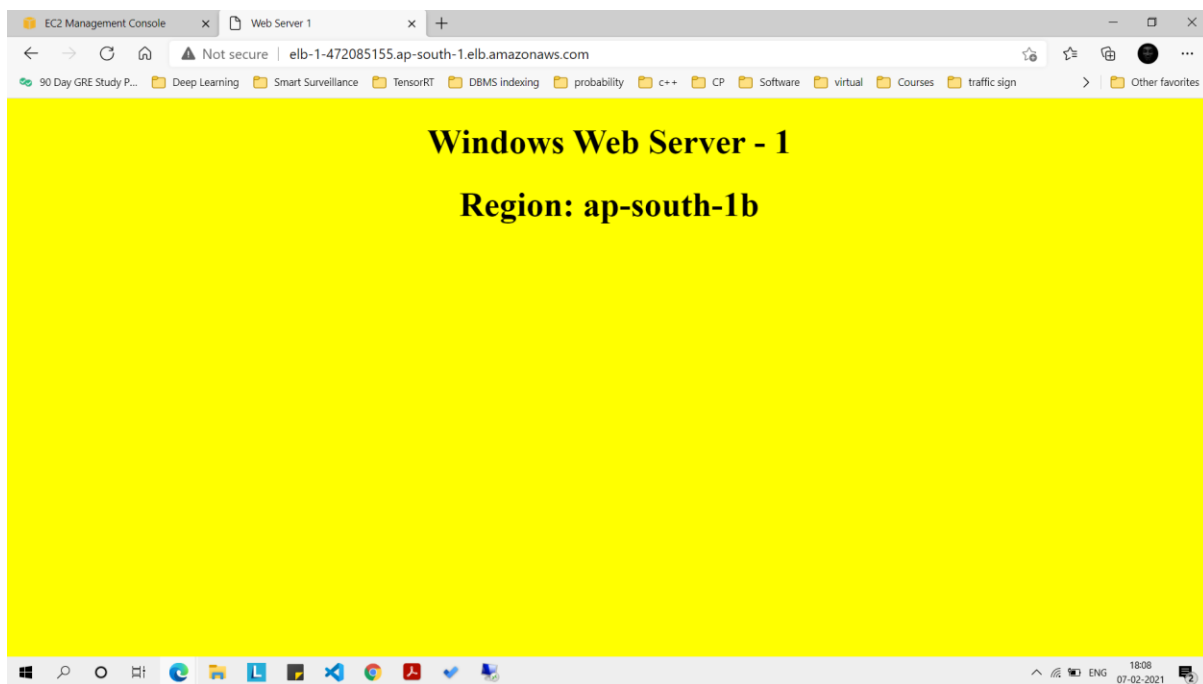 EC2 Management Console
Web Server 1
Not secure
elb-1-472085155.ap-south-1.elb.amazonaws.com
90 Day GRE Study P...
Deep Learning
Smart Surveillance
TensorRT
DBMS indexing
probability
c++
CP
Software
virtual
Courses
traffic sign
Other favorites
Windows Web Server - 1
Region: ap-south-1b
L
ENG
18:08
07-02-2021
2